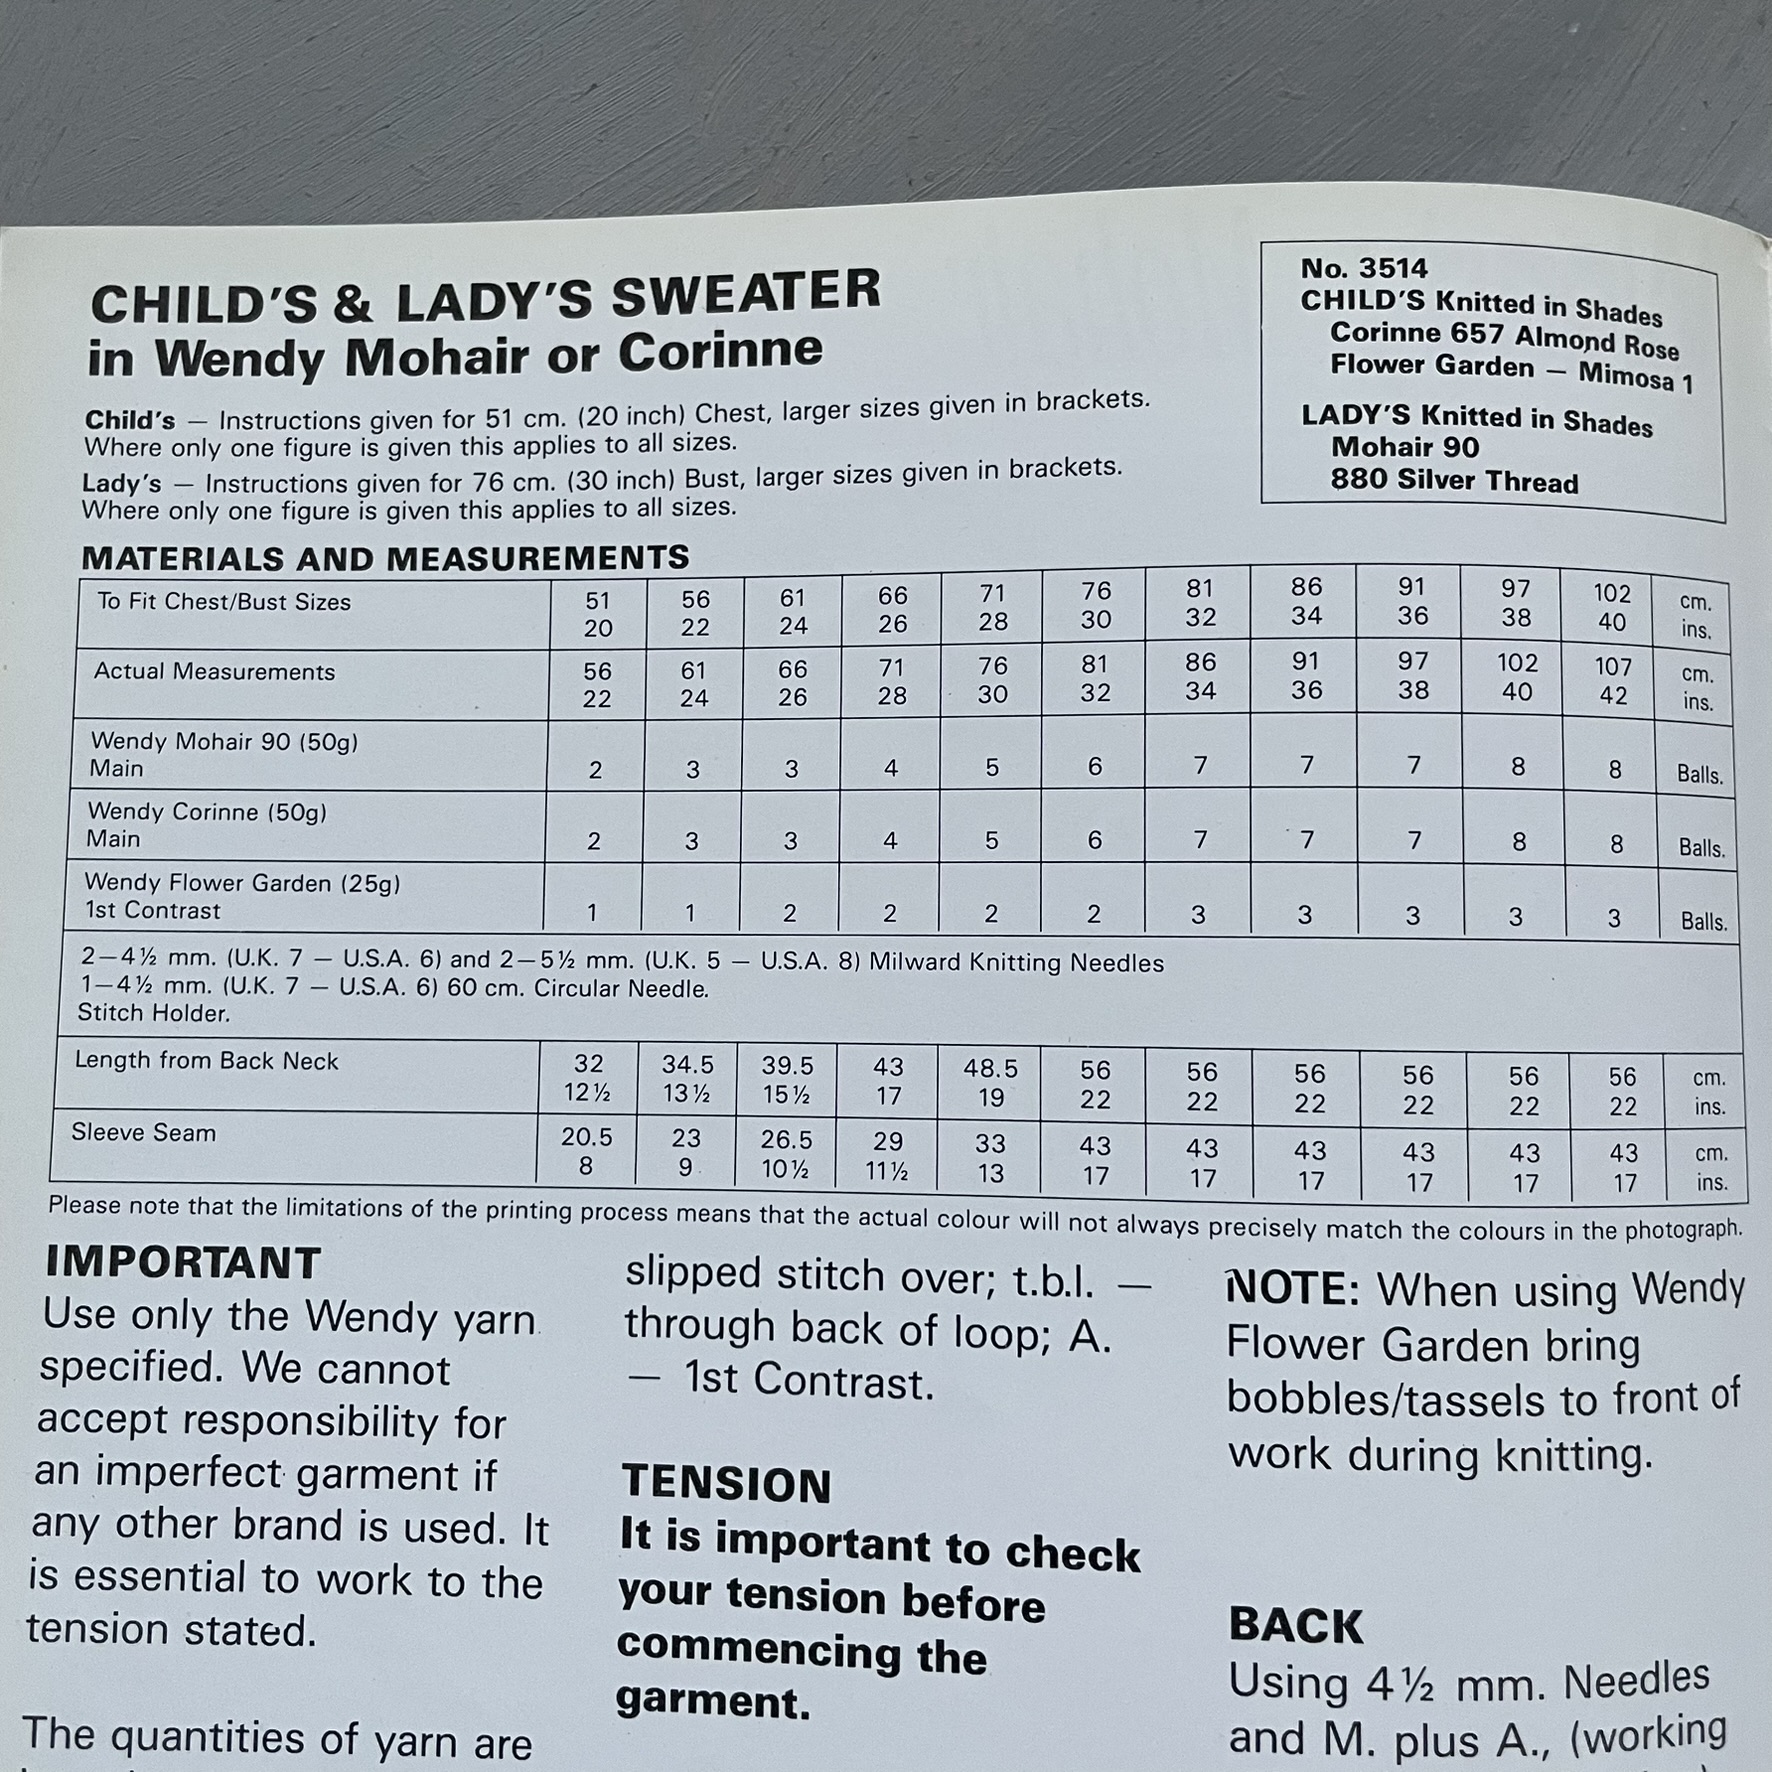 CHILD'S & LADY'S SWEATER
in Wendy Mohair or Corinne
Child's — Instructions given for 51 cm. (20 inch) Chest, larger sizes given in brackets.
Where only one figure is given this applies to all sizes.
Lady's — Instructions given for 76 cm. (30 inch) Bust, larger sizes given in brackets.
Where only one figure is given this applies to all sizes.
No. 3514
CHILD'S Knitted in Shades
Corinne 657 Almond Rose
Flower Garden — Mimosa 1
LADY'S Knitted in Shades
Mohair 90
880 Silver Thread
MATERIALS AND MEASUREMENTS
To Fit Chest/Bust Sizes 51 56 61 66 71 76 81 86 91 97 102 cm.
20 22 24 26 28 30 32 34 36 38 40 ins.
Actual Measurements 56 61 66 71 76 81 86 91 97 102 107 cm.
22 24 26 28 30 32 34 36 38 40 42 ins.
Wendy Mohair 90 (50g)
Main 2 3 3 4 5 6 7 7 7 8 8 Balls.
Wendy Corinne (50g)
Main 2 3 3 4 5 6 7 7 7 8 8 Balls.
Wendy Flower Garden (25g)
1st Contrast 1 1 2 2 2 2 3 3 3 3 3 Balls.
2—4½ mm. (U.K. 7 — U.S.A. 6) and 2—5½ mm. (U.K. 5 — U.S.A. 8) Milward Knitting Needles
1—4½ mm. (U.K. 7 — U.S.A. 6) 60 cm. Circular Needle.
Stitch Holder.
Length from Back Neck 32 34.5 39.5 43 48.5 56 56 56 56 56 56 cm.
12½ 13½ 15½ 17 19 22 22 22 22 22 22 ins.
Sleeve Seam 20.5 23 26.5 29 33 43 43 43 43 43 43 cm.
8 9 10½ 11½ 13 17 17 17 17 17 17 ins.
Please note that the limitations of the printing process means that the actual colour will not always precisely match the colours in the photograph.
IMPORTANT
Use only the Wendy yarn
specified. We cannot
accept responsibility for
an imperfect garment if
any other brand is used. It
is essential to work to the
tension stated.
The quantities of yarn are
slipped stitch over; t.b.l. —
through back of loop; A.
— 1st Contrast.
TENSION
It is important to check
your tension before
commencing the
garment.
NOTE: When using Wendy
Flower Garden bring
bobbles/tassels to front of
work during knitting.
BACK
Using 4½ mm. Needles
and M. plus A., (working